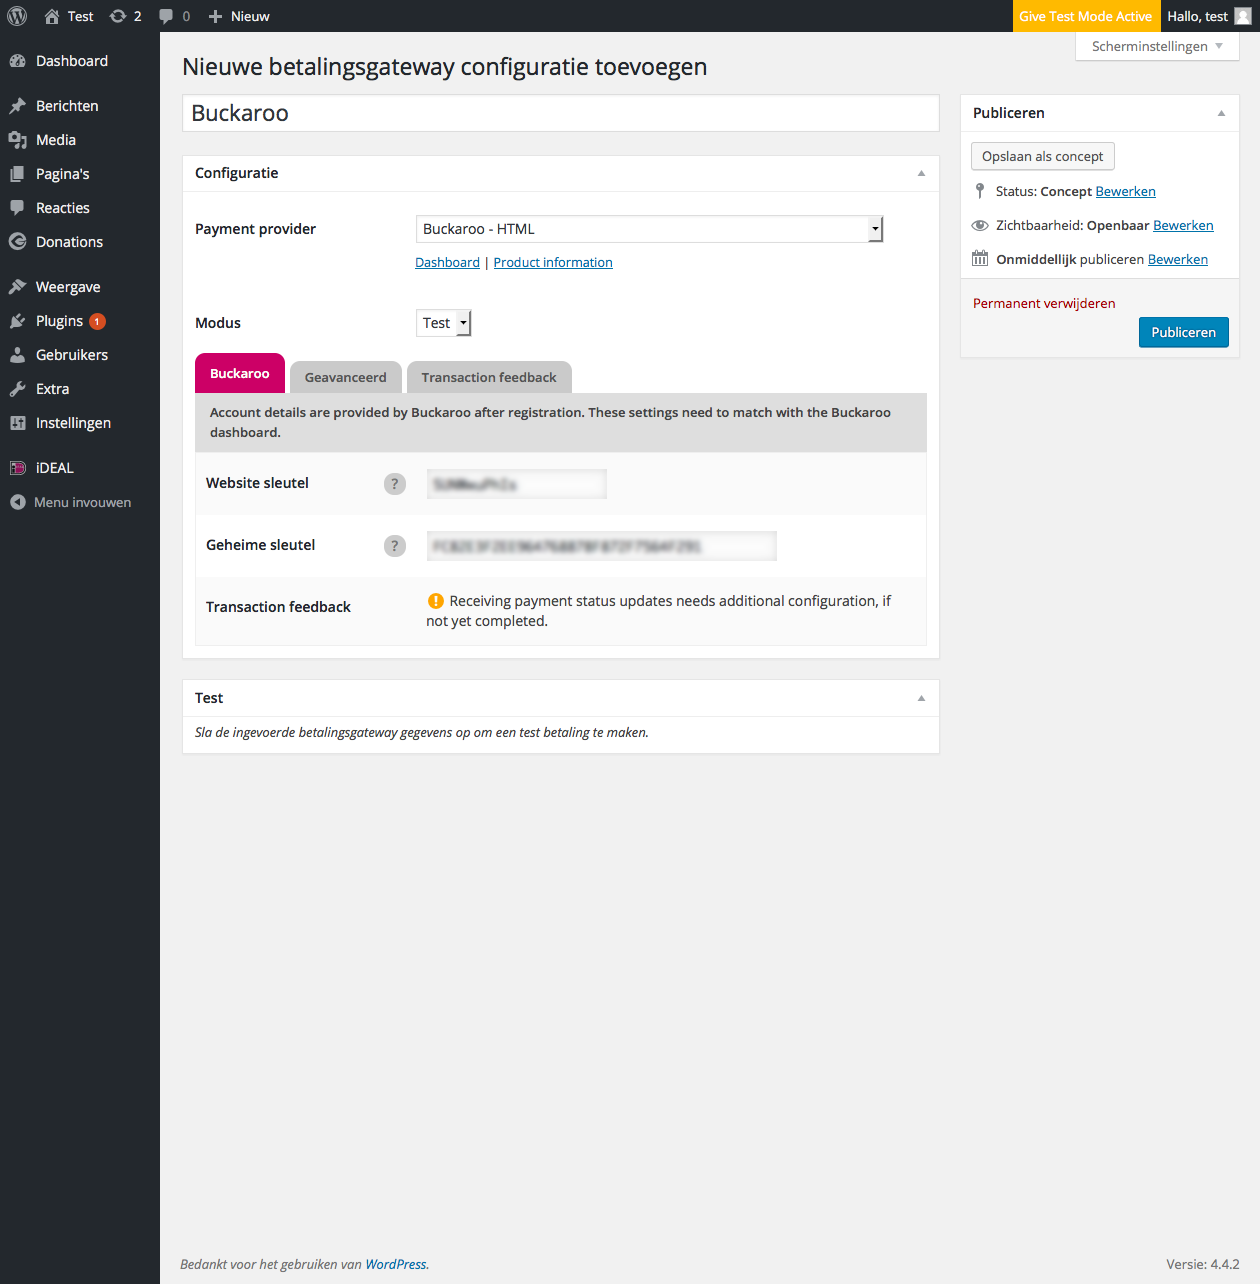 Test
2
0
Nieuw
Give Test Mode Active
Hallo, test
Dashboard
Berichten
Media
Pagina's
Reacties
Donations
Weergave
Plugins 1
Gebruikers
Extra
Instellingen
iDEAL
Menu invouwen
Scherminstellingen
Nieuwe betalingsgateway configuratie toevoegen
Buckaroo
Configuratie
Payment provider
Buckaroo - HTML
Dashboard | Product information
Modus
Test
Buckaroo
Geavanceerd
Transaction feedback
Account details are provided by Buckaroo after registration. These settings need to match with the Buckaroo
dashboard.
Website sleutel
?
Geheime sleutel
?
Transaction feedback
! Receiving payment status updates needs additional configuration, if
not yet completed.
Test
Sla de ingevoerde betalingsgateway gegevens op om een test betaling te maken.
Publiceren
Opslaan als concept
Status: Concept Bewerken
Zichtbaarheid: Openbaar Bewerken
Onmiddellijk publiceren Bewerken
Permanent verwijderen
Publiceren
Bedankt voor het gebruiken van WordPress.
Versie: 4.4.2